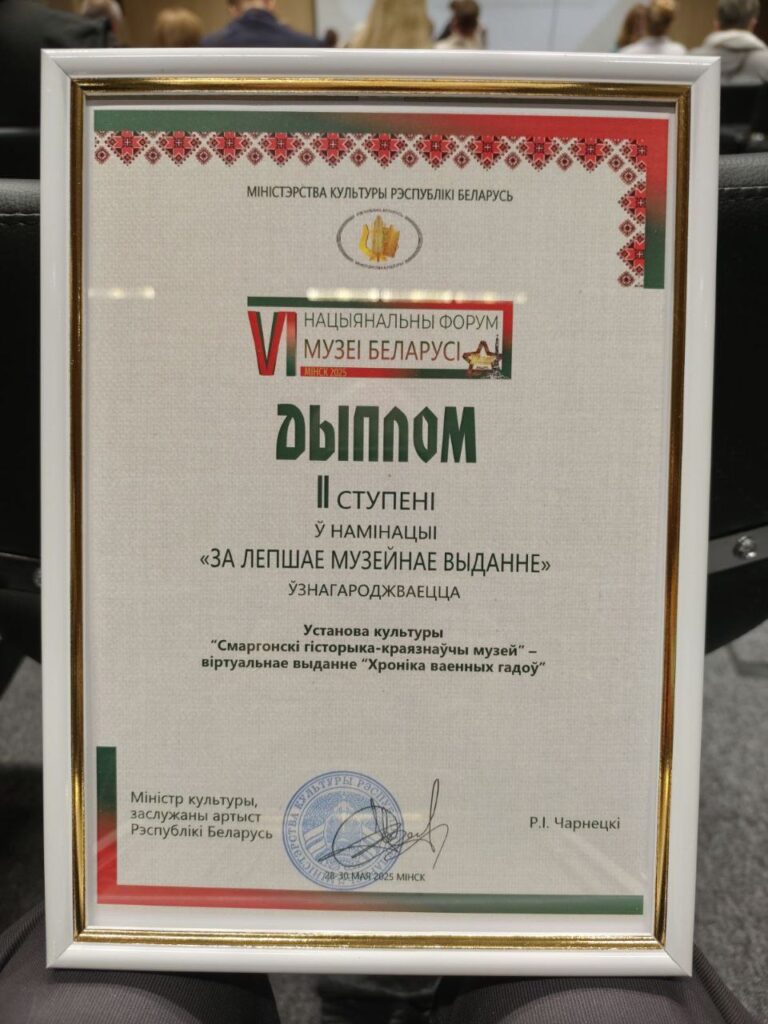 МІНІСТЭРСТВА КУЛЬТУРЫ РЭСПУБЛІКІ БЕЛАРУСЬ
VI НАЦЫЯНАЛЬНЫ ФОРУМ
МУЗЕІ БЕЛАРУСІ
МІНСК 2025
ДЫПЛОМ
II СТУПЕНІ
Ў НАМІНАЦЫІ
«ЗА ЛЕПШАЕ МУЗЕЙНАЕ ВЫДАННЕ»
ЎЗНАГАРОДЖВАЕЦЦА
Установа культуры
“Смаргонскі гісторыка-краязнаўчы музей” –
віртуальнае выданне “Хроніка ваенных гадоў”
Міністр культуры,
заслужаны артыст
Рэспублікі Беларусь
Р.І. Чарнецкі
28-30 МАЯ 2025 МІНСК